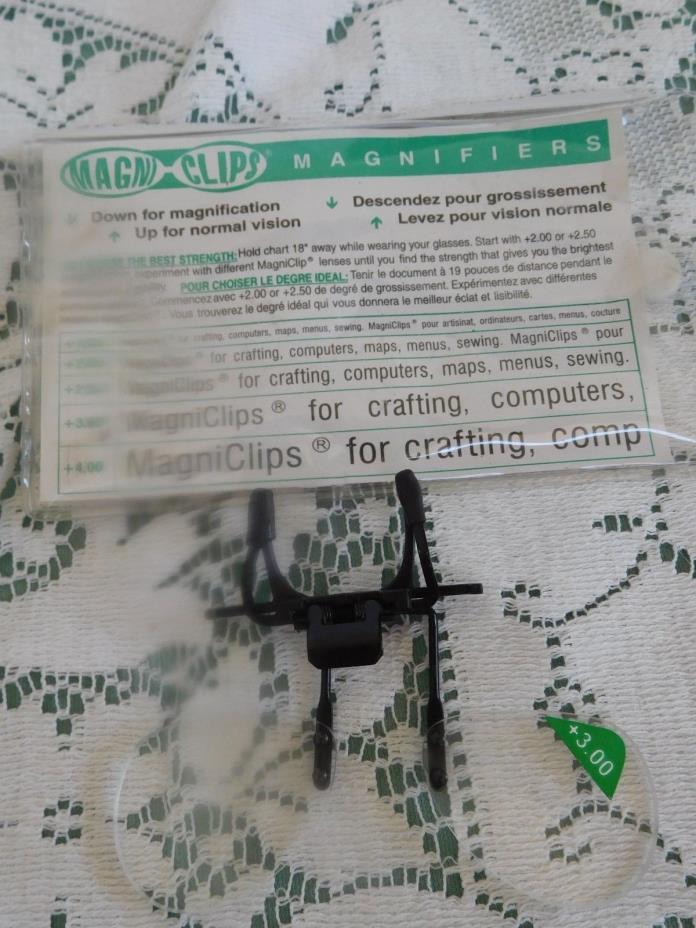 MAGNI-CLIPS® MAGNIFIERS
↓ Down for magnification
↑ Up for normal vision
↓ Descendez pour grossissement
↑ Levez pour vision normale
THE BEST STRENGTH: Hold chart 18" away while wearing your glasses. Start with +2.00 or +2.50
experiment with different MagniClip® lenses until you find the strength that gives you the brightest
POUR CHOISER LE DEGRE IDEAL: Tenir le document à 19 pouces de distance pendant le
Commencez avec +2.00 or +2.50 de degré de grossissement. Expérimentez avec différentes
Vous trouverez le degré idéal qui vous donnera le meilleur éclat et lisibilité.
for crafting, computers, maps, menus, sewing. MagniClips® pour artisinat, ordinateurs, cartes, menus, couture
® for crafting, computers, maps, menus, sewing. MagniClips® pour
MagniClips® for crafting, computers, maps, menus, sewing.
MagniClips® for crafting, computers,
+4.00 MagniClips® for crafting, comp
+3.00